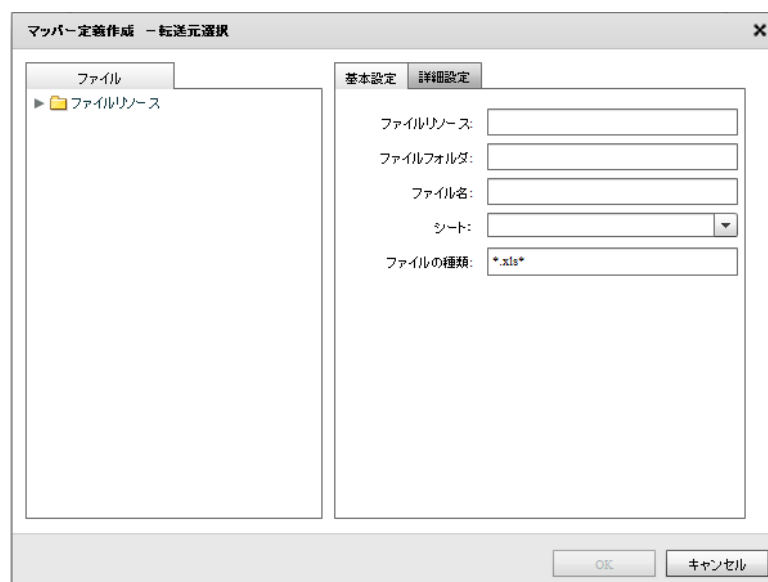 マッパー定義作成 －転送元選択
ファイル
ファイルリソース
基本設定
詳細設定
ファイルリソース:
ファイルフォルダ:
ファイル名:
シート:
ファイルの種類:
*.xls*
OK
キャンセル